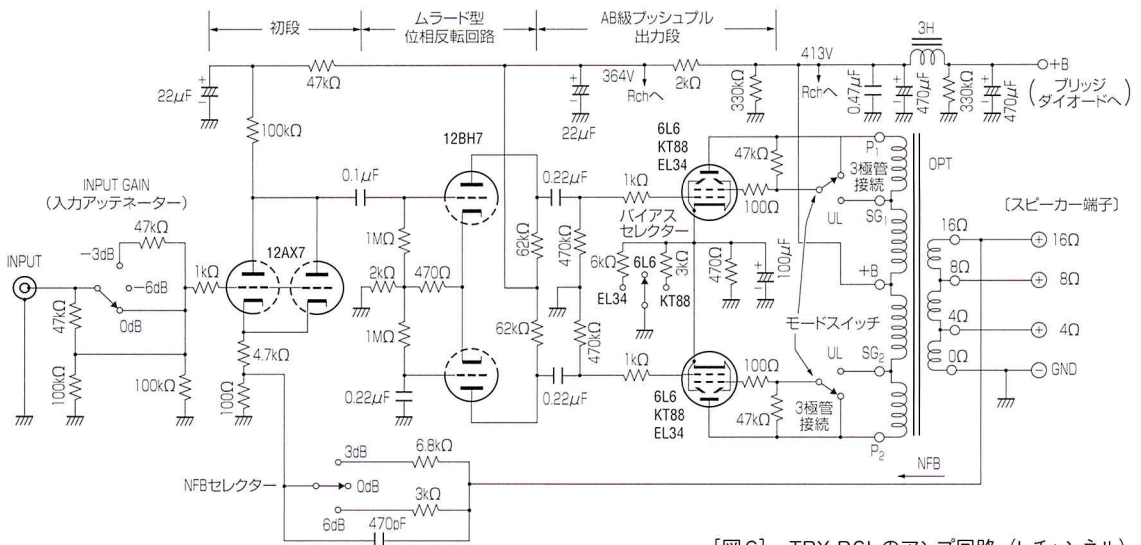 初段
ムラード型
位相反転回路
AB級プッシュプル
出力段
3H
+B
(ブリッジ
ダイオードへ)
47kΩ
364V
Rchへ
2kΩ
413V
Rchへ
22μF
22μF
330kΩ
0.47μF
470μF
330kΩ
470μF
100kΩ
12BH7
6L6
KT88
EL34
47kΩ
P₁
3極管
接続
OPT
0.1μF
0.22μF
1kΩ
100Ω
UL
SG₁
〔スピーカー端子〕
INPUT GAIN
(入力アッテネーター)
47kΩ
−3dB
−6dB
0dB
INPUT
1kΩ
12AX7
1MΩ
2kΩ
470Ω
1MΩ
62kΩ
470kΩ
62kΩ
470kΩ
バイアス
セレクター
6kΩ
6L6
3kΩ
EL34
KT88
470Ω
100μF
+B
モードスイッチ
16Ω
⊕ 16Ω
8Ω
⊕ 8Ω
4Ω
⊕ 4Ω
0Ω
⊖ GND
47kΩ
100kΩ
100kΩ
4.7kΩ
100Ω
0.22μF
0.22μF
1kΩ
6L6
KT88
EL34
100Ω
47kΩ
UL
SG₂
3極管
接続
P₂
NFB
NFBセレクター
3dB
6.8kΩ
0dB
3kΩ
6dB
470pF